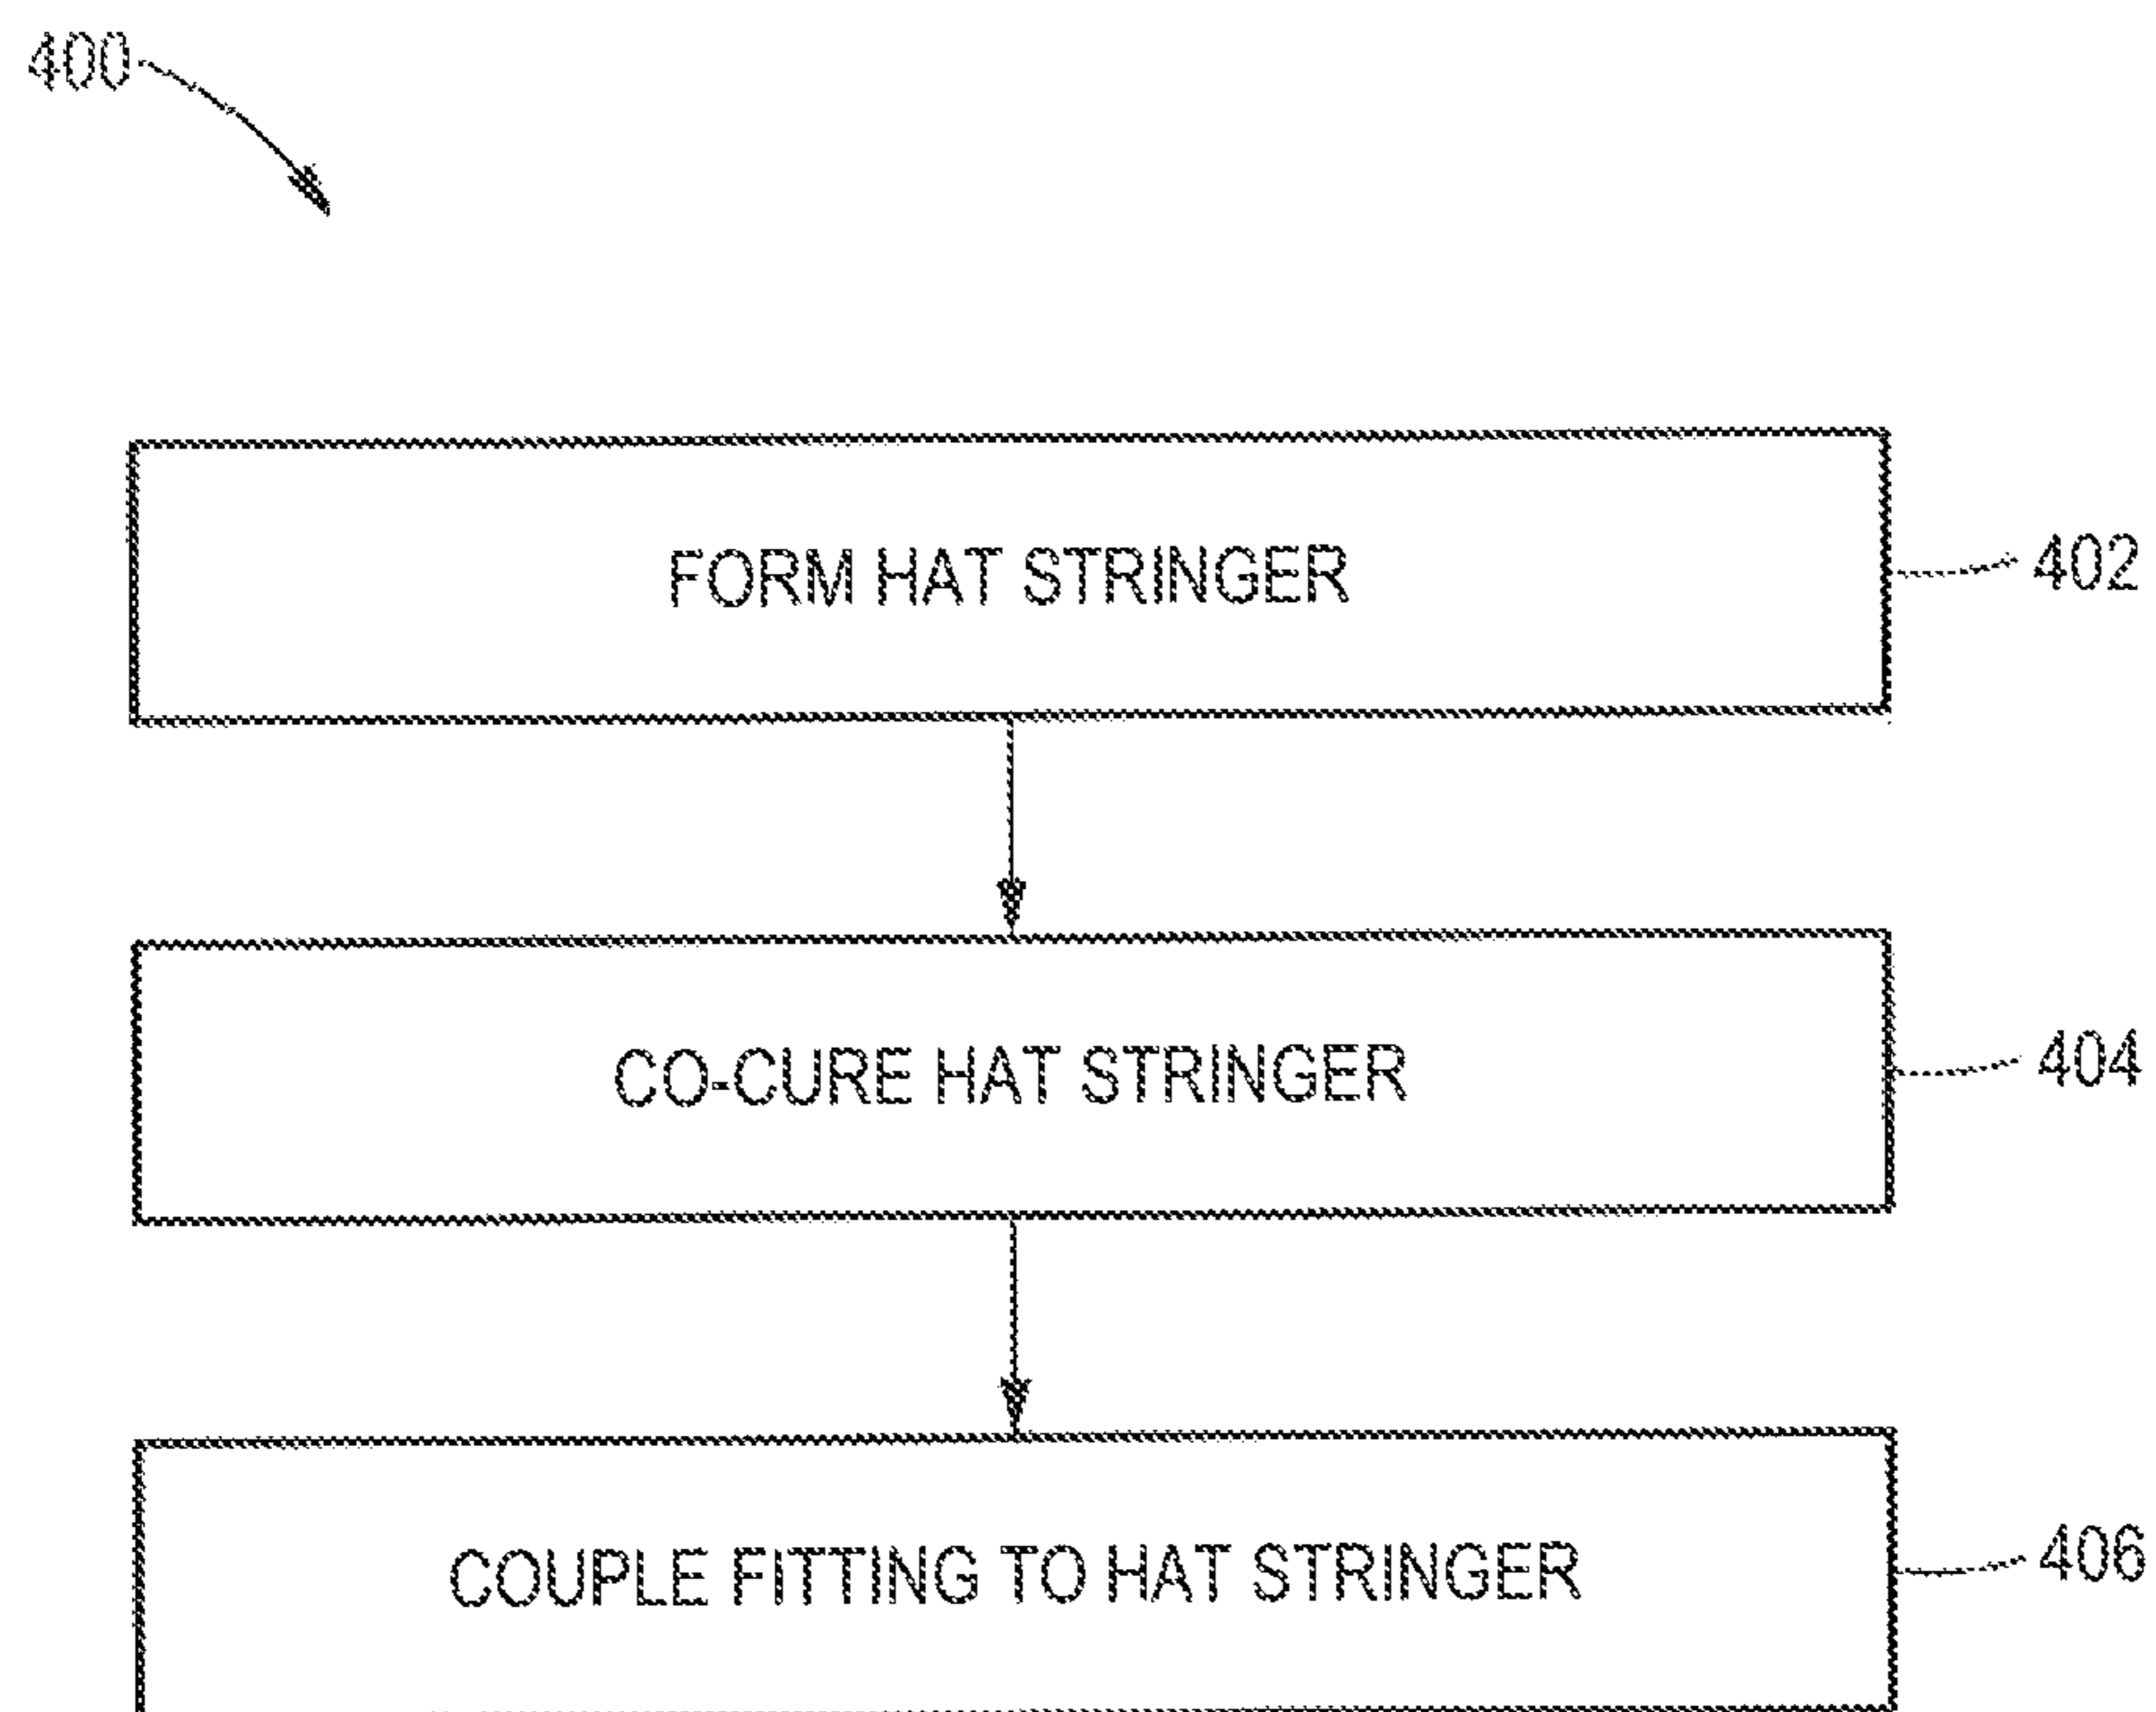 400
FORM HAT STRINGER
402
CO-CURE HAT STRINGER
404
COUPLE FITTING TO HAT STRINGER
406